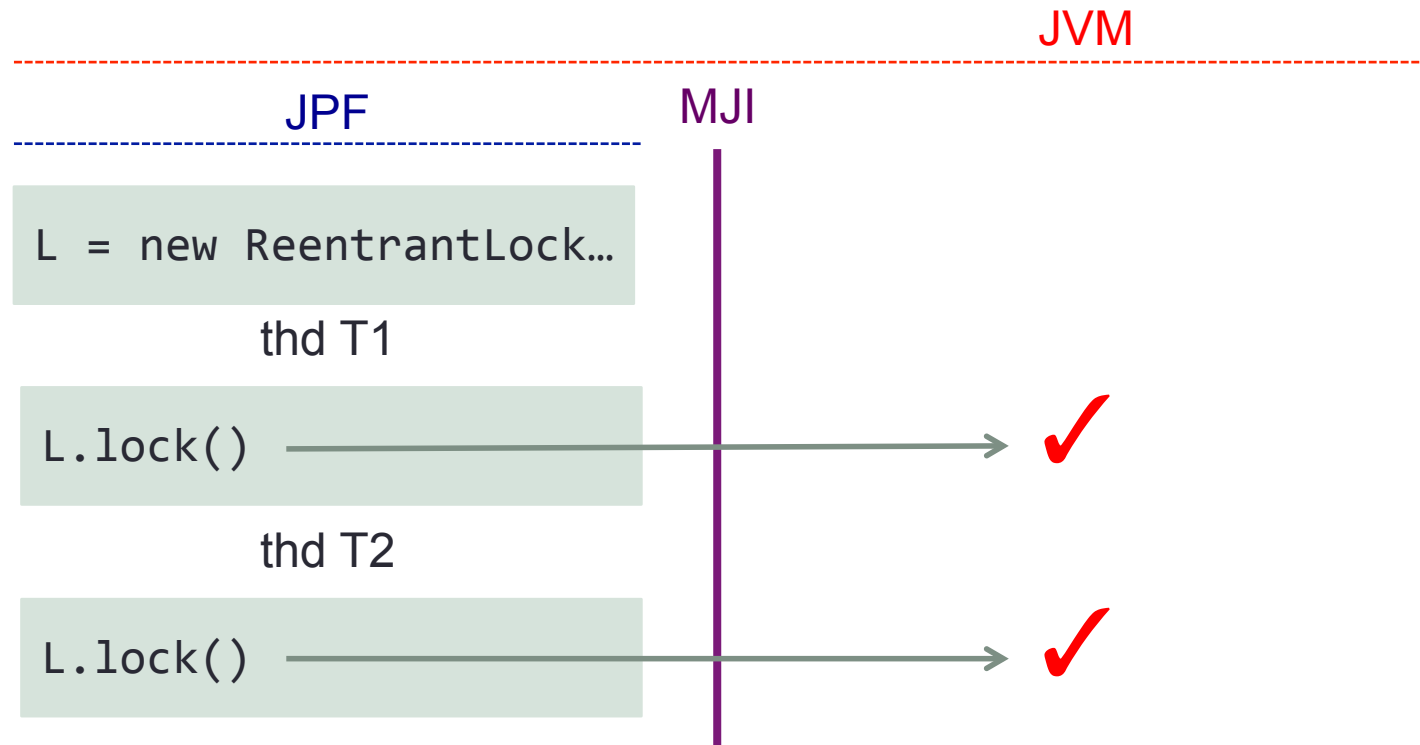 JVM
JPF
MJI
L = new ReentrantLock…
thd T1
L.lock()
thd T2
L.lock()